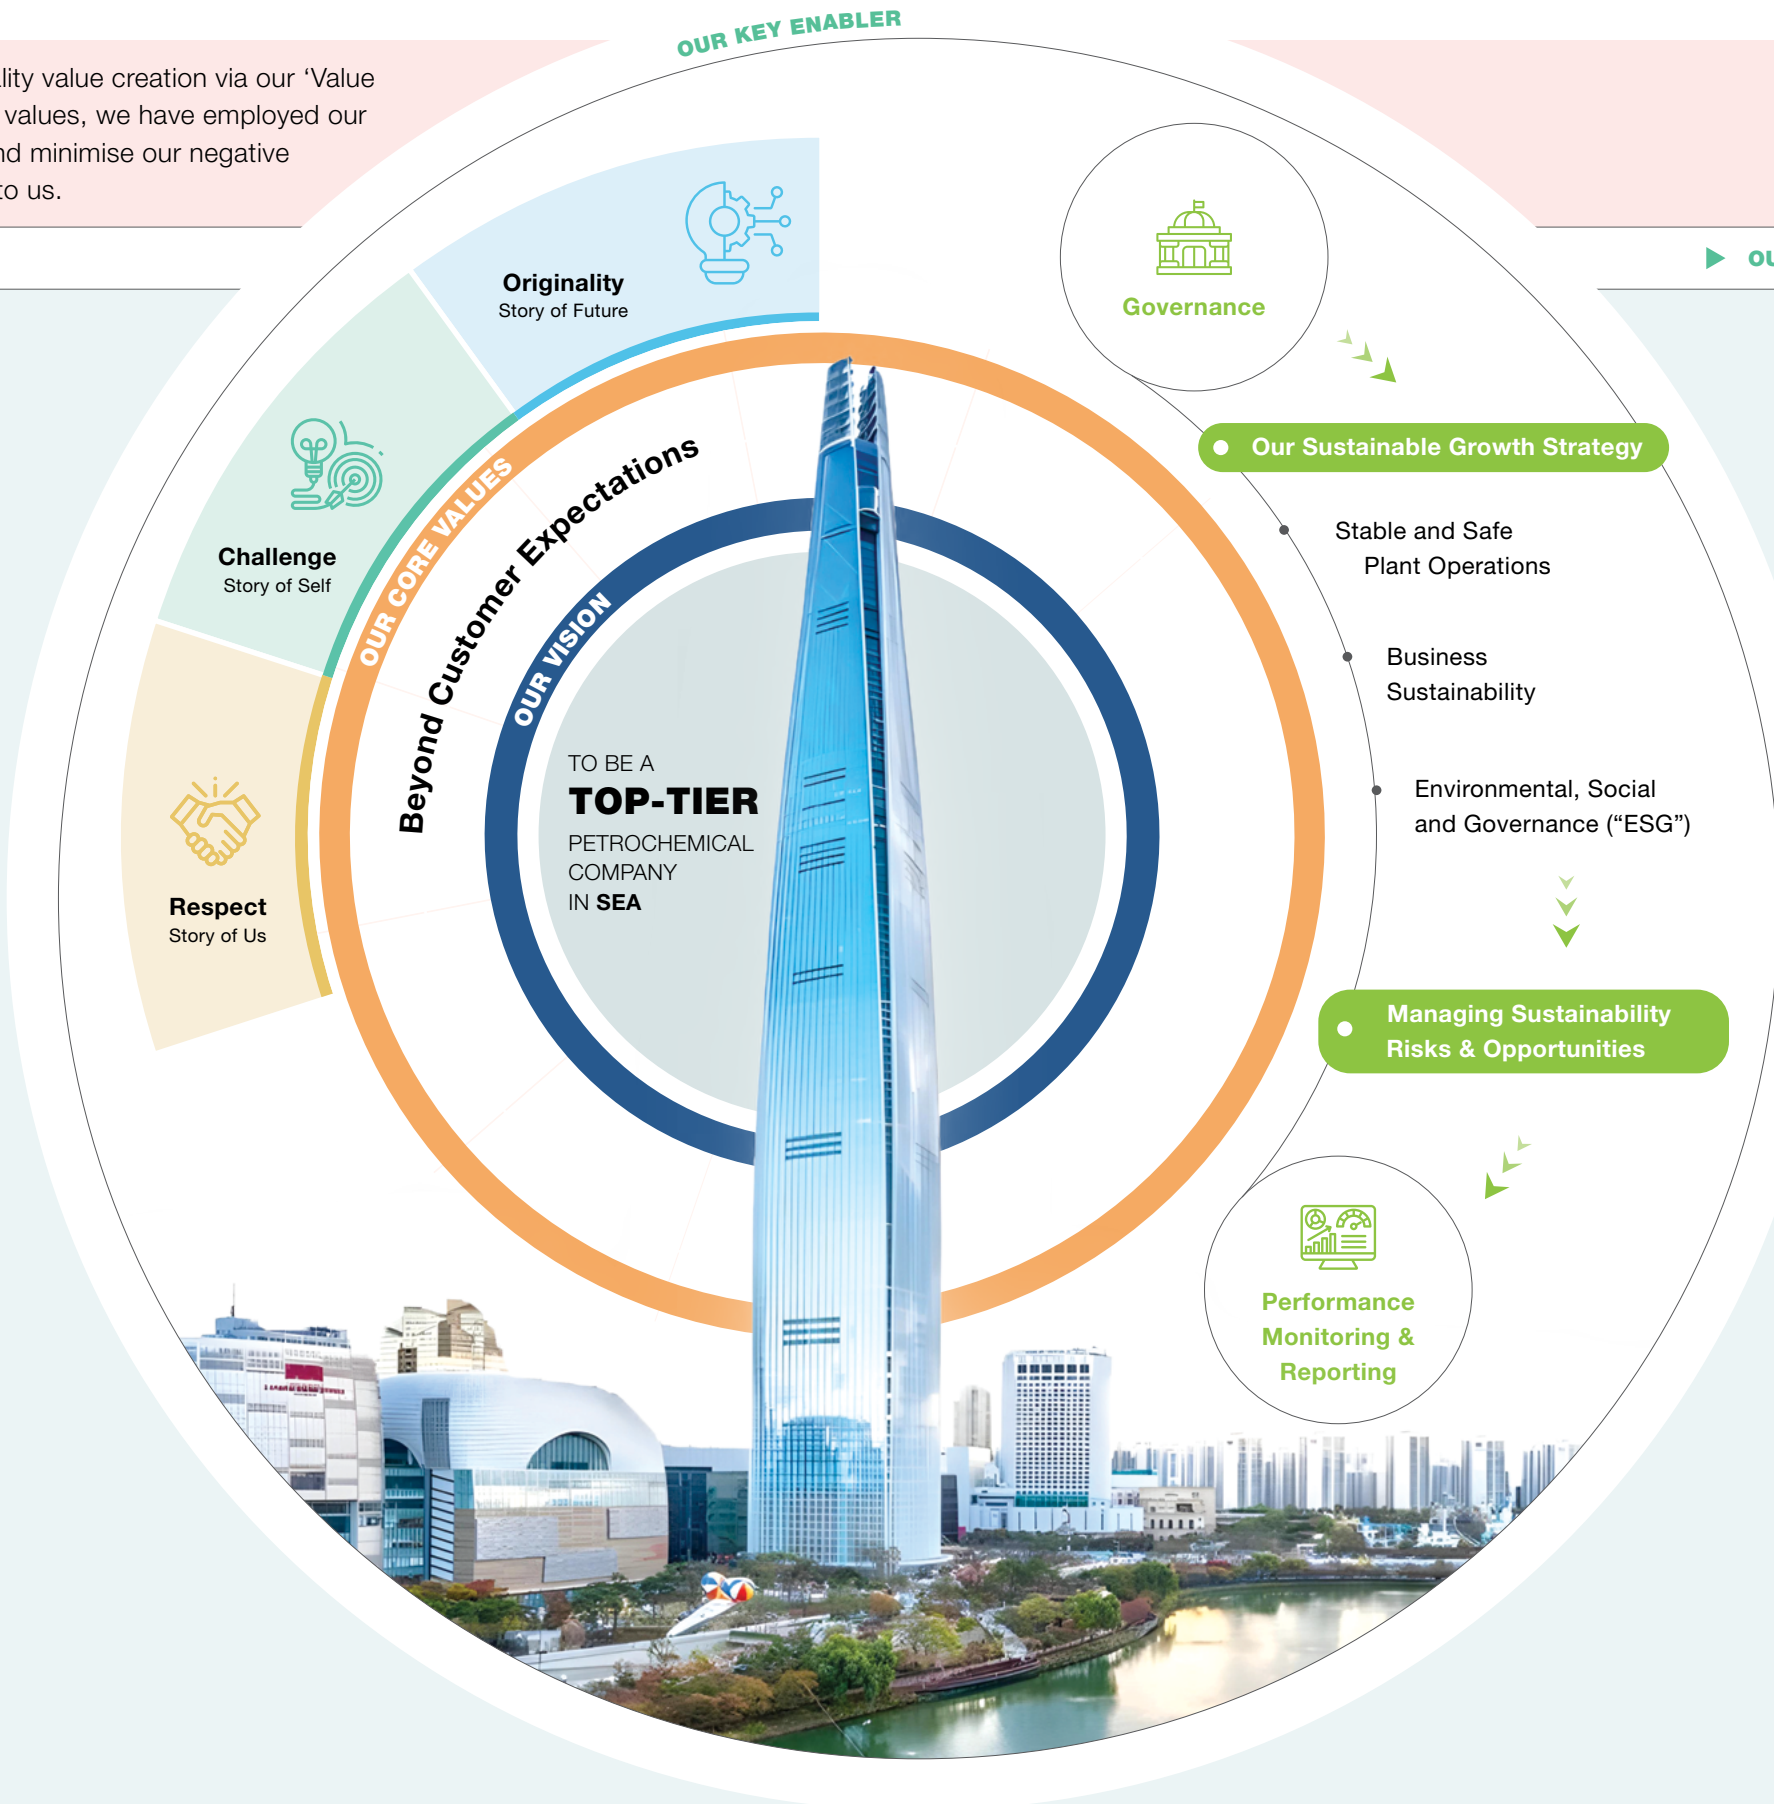 OUR KEY ENABLER
lity value creation via our ‘Value
values, we have employed our
nd minimise our negative
to us.
OU
Originality
Story of Future
Challenge
Story of Self
Respect
Story of Us
OUR CORE VALUES
Beyond Customer Expectations
OUR VISION
TO BE A
TOP-TIER
PETROCHEMICAL
COMPANY
IN SEA
Governance
Our Sustainable Growth Strategy
Stable and Safe
Plant Operations
Business
Sustainability
Environmental, Social
and Governance (“ESG”)
Managing Sustainability
Risks & Opportunities
Performance
Monitoring &
Reporting